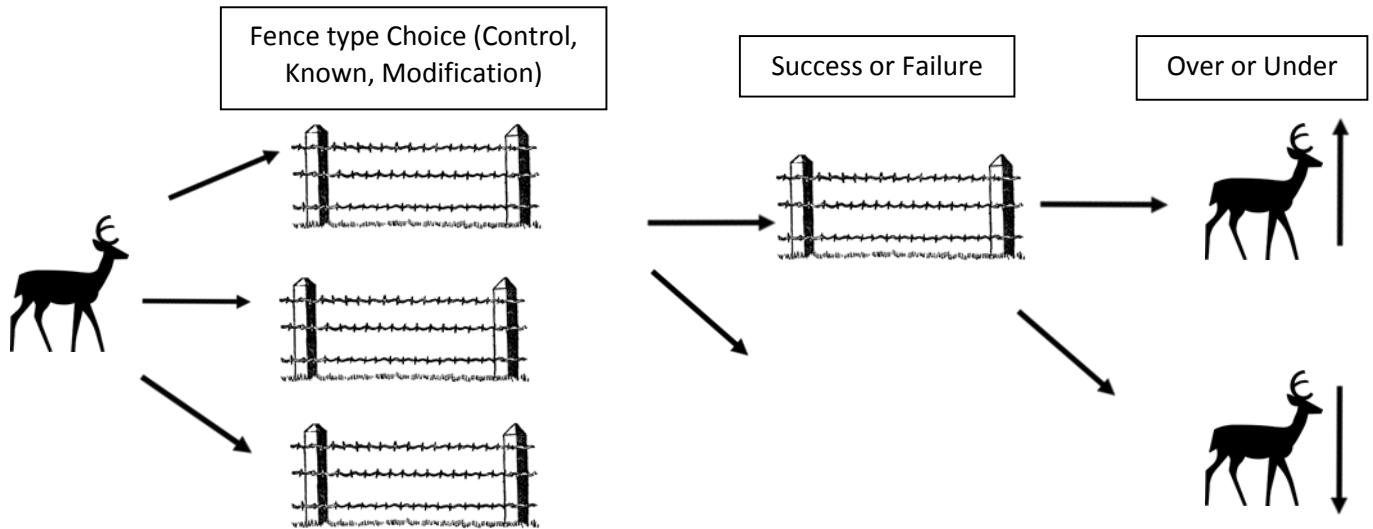 Fence type Choice (Control,
Known, Modification)
Success or Failure
Over or Under